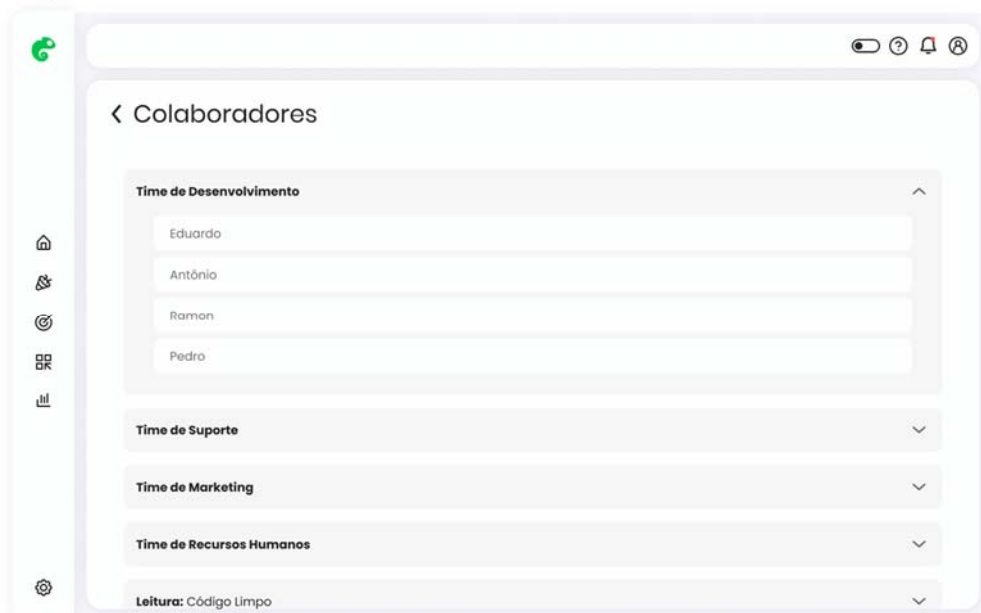 Colaboradores
Time de Desenvolvimento
Eduardo
Antônio
Ramon
Pedro
Time de Suporte
Time de Marketing
Time de Recursos Humanos
Leitura: Código Limpo